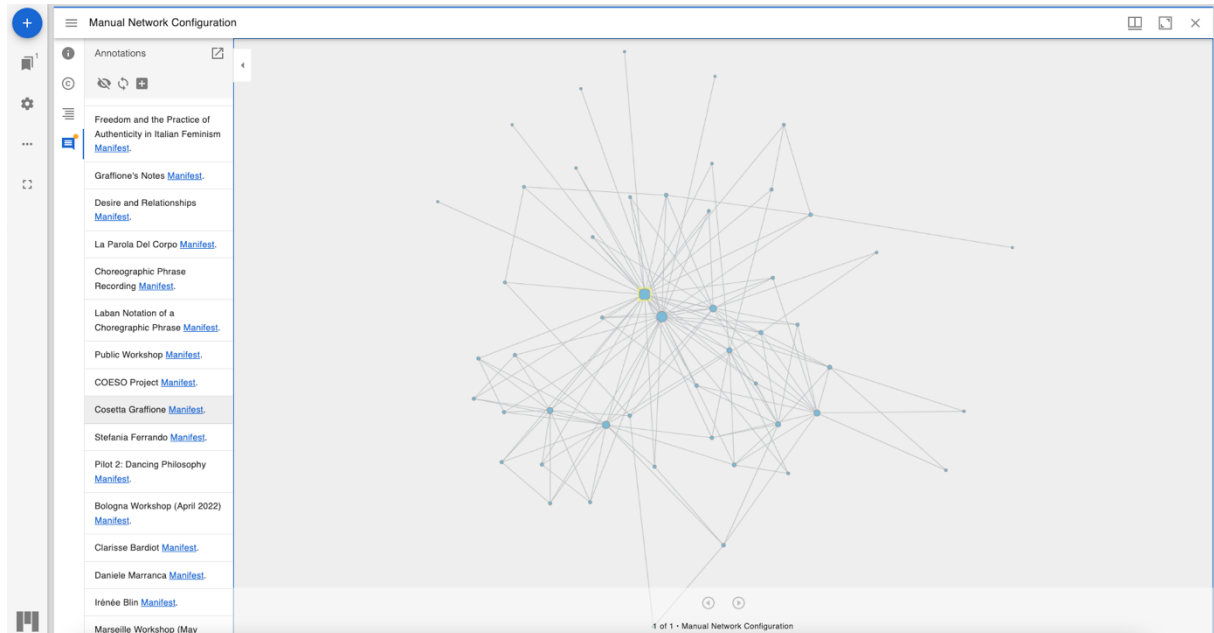 Manual Network Configuration
1
Annotations
Freedom and the Practice of
Authenticity in Italian Feminism
Manifest.
Graffione's Notes Manifest.
Desire and Relationships
Manifest.
La Parola Del Corpo Manifest.
Choreographic Phrase
Recording Manifest.
Laban Notation of a
Choregraphic Phrase Manifest.
Public Workshop Manifest.
COESO Project Manifest.
Cosetta Graffione Manifest.
Stefania Ferrando Manifest.
Pilot 2: Dancing Philosophy
Manifest.
Bologna Workshop (April 2022)
Manifest.
Clarisse Bardiot Manifest.
Daniele Marranca Manifest.
Irénée Blin Manifest.
Marseille Workshop (May
1 of 1 • Manual Network Configuration